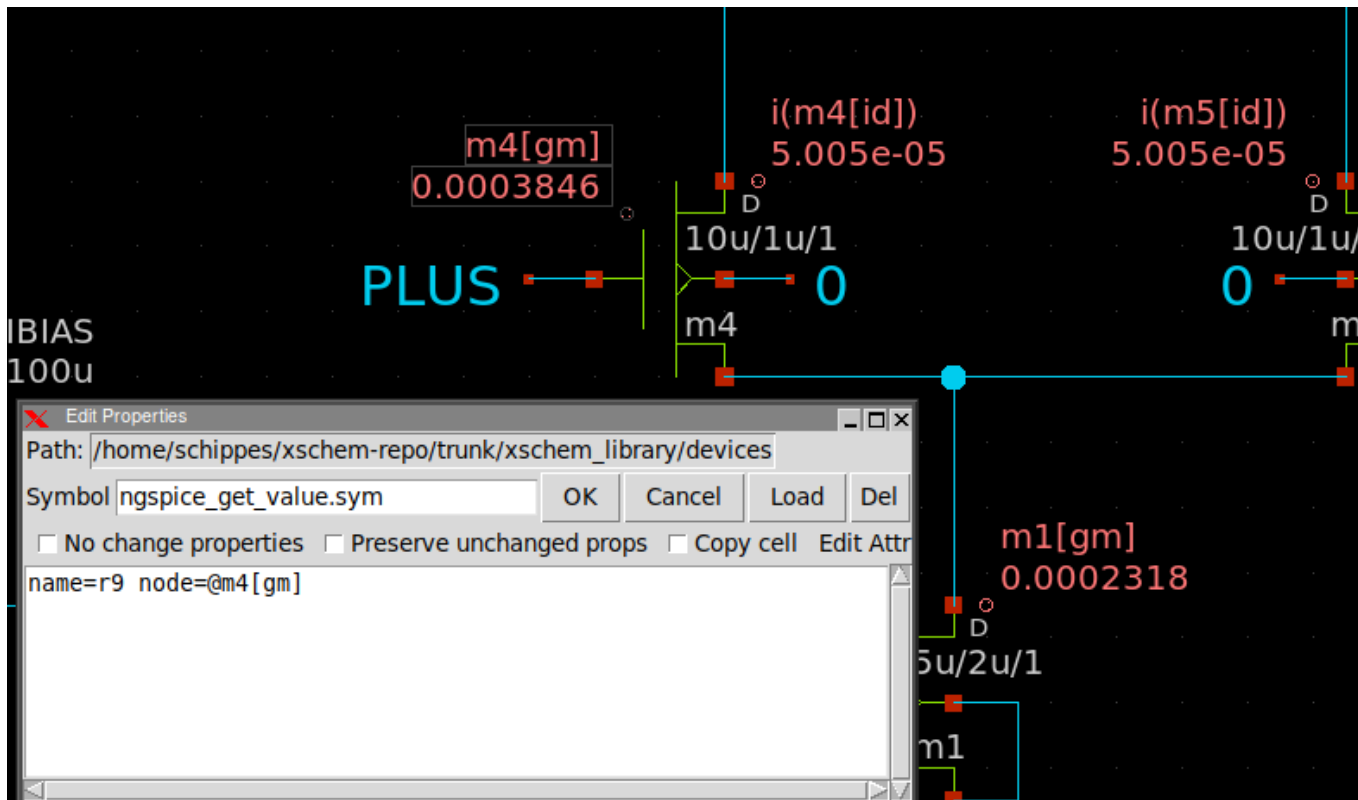 i(m4[id])
5.005e-05
i(m5[id])
5.005e-05
m4[gm]
0.0003846
D
D
10u/1u/1
10u/1u/
PLUS
0
0
m4
m
IBIAS
100u
Edit Properties
Path: /home/schippes/xschem-repo/trunk/xschem_library/devices
Symbol ngspice_get_value.sym OK Cancel Load Del
No change properties Preserve unchanged props Copy cell Edit Attr
name=r9 node=@m4[gm]
m1[gm]
0.0002318
D
5u/2u/1
m1